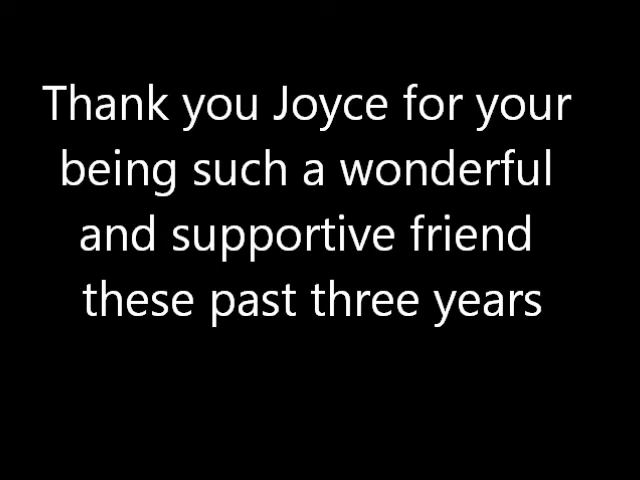 Thank you Joyce for your
being such a wonderful
and supportive friend
these past three years